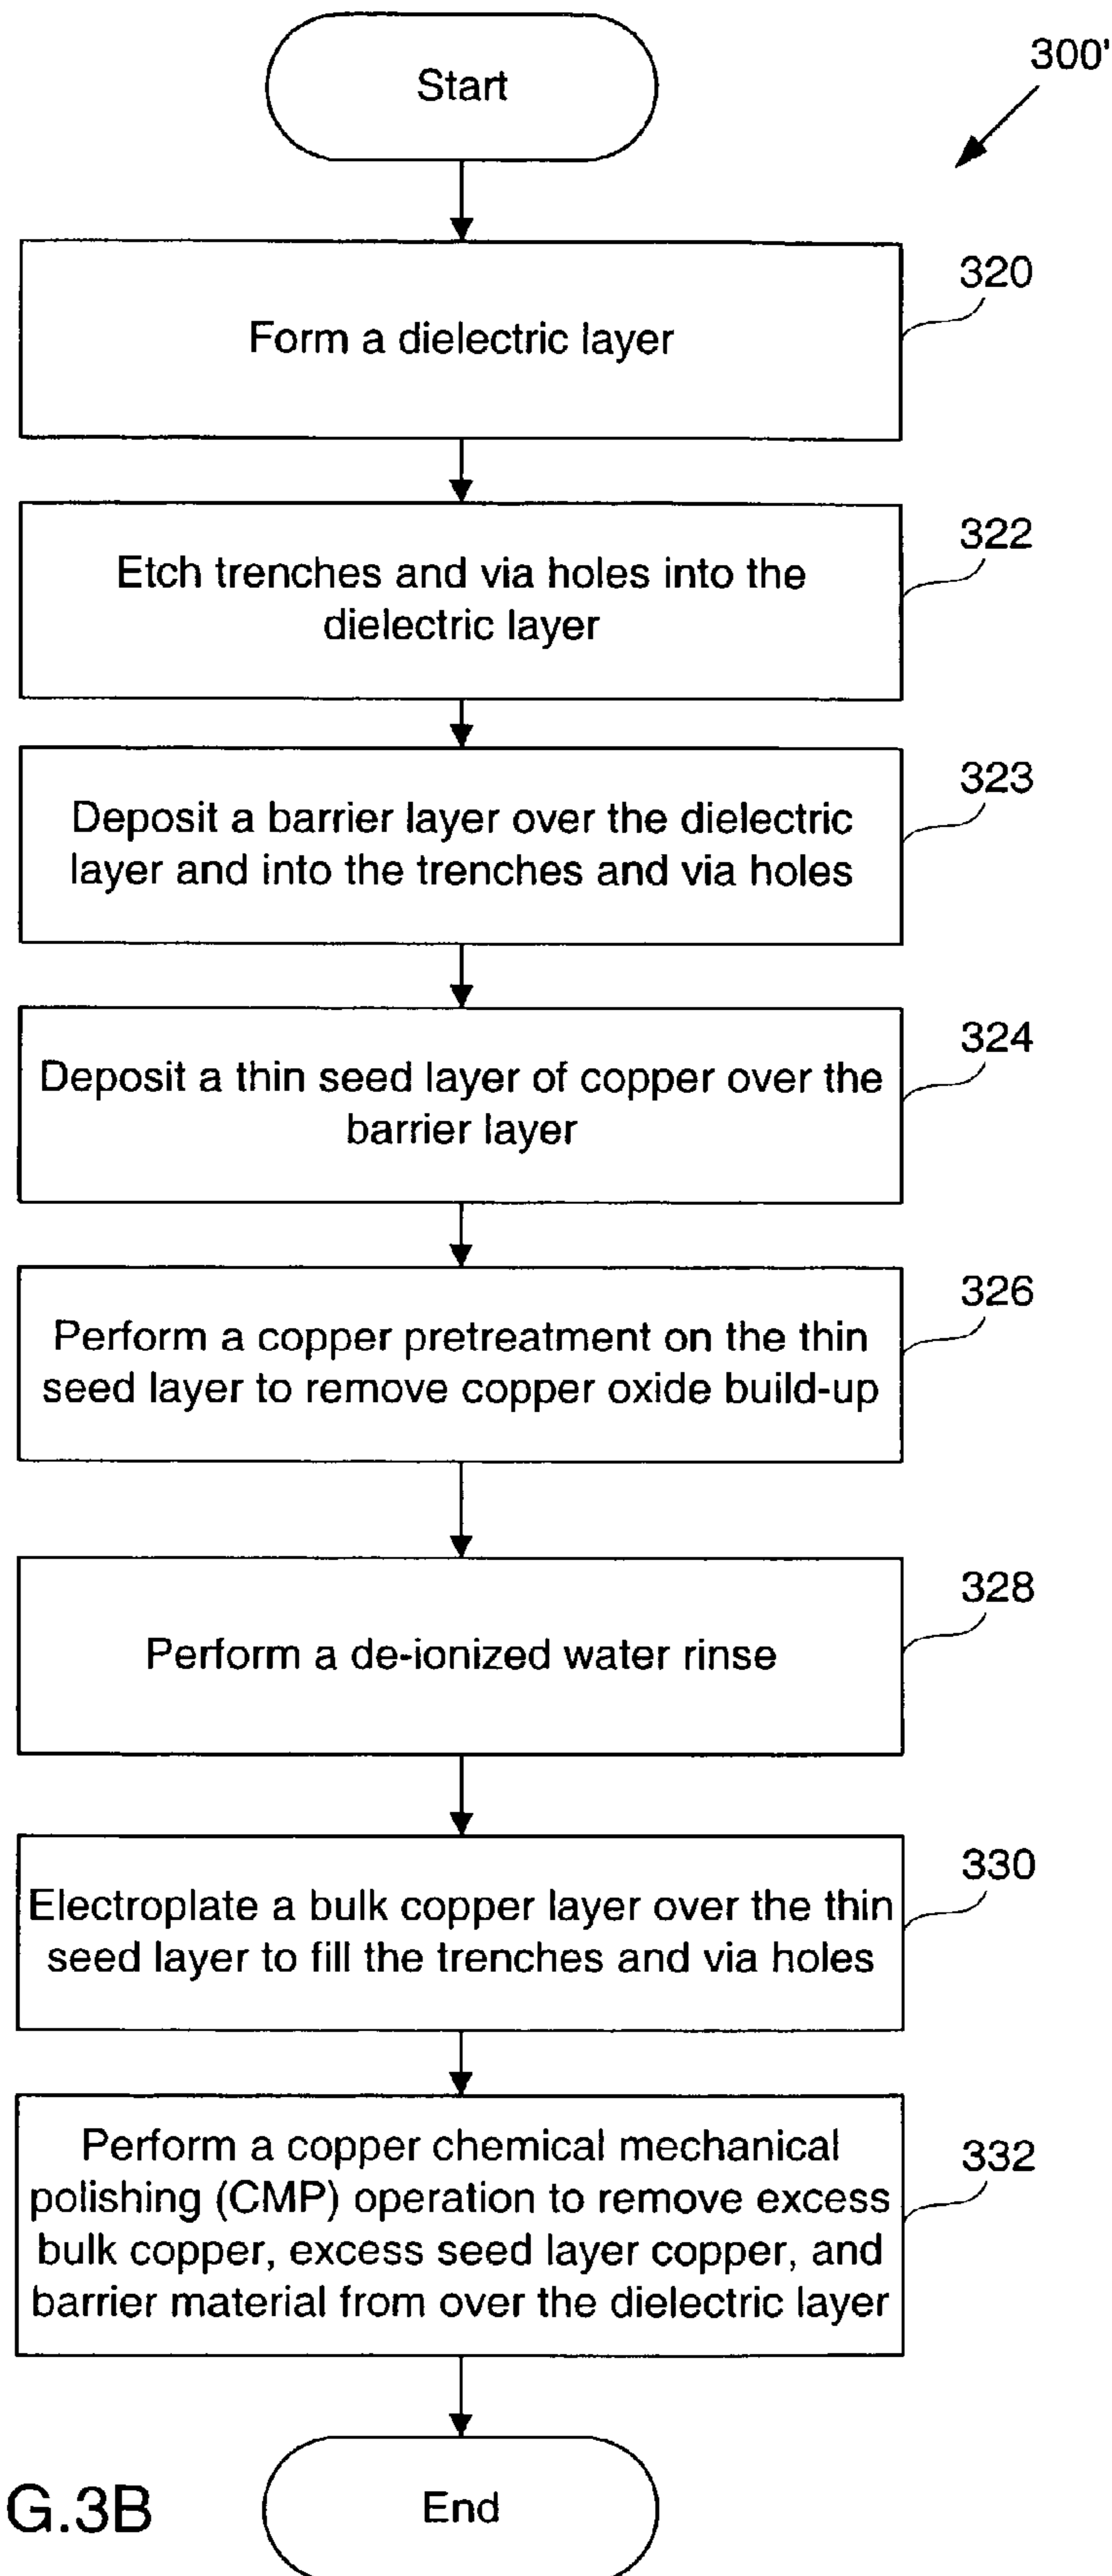 Start
300'
320
Form a dielectric layer
322
Etch trenches and via holes into the
dielectric layer
323
Deposit a barrier layer over the dielectric
layer and into the trenches and via holes
324
Deposit a thin seed layer of copper over the
barrier layer
326
Perform a copper pretreatment on the thin
seed layer to remove copper oxide build-up
328
Perform a de-ionized water rinse
330
Electroplate a bulk copper layer over the thin
seed layer to fill the trenches and via holes
332
Perform a copper chemical mechanical
polishing (CMP) operation to remove excess
bulk copper, excess seed layer copper, and
barrier material from over the dielectric layer
End
G.3B